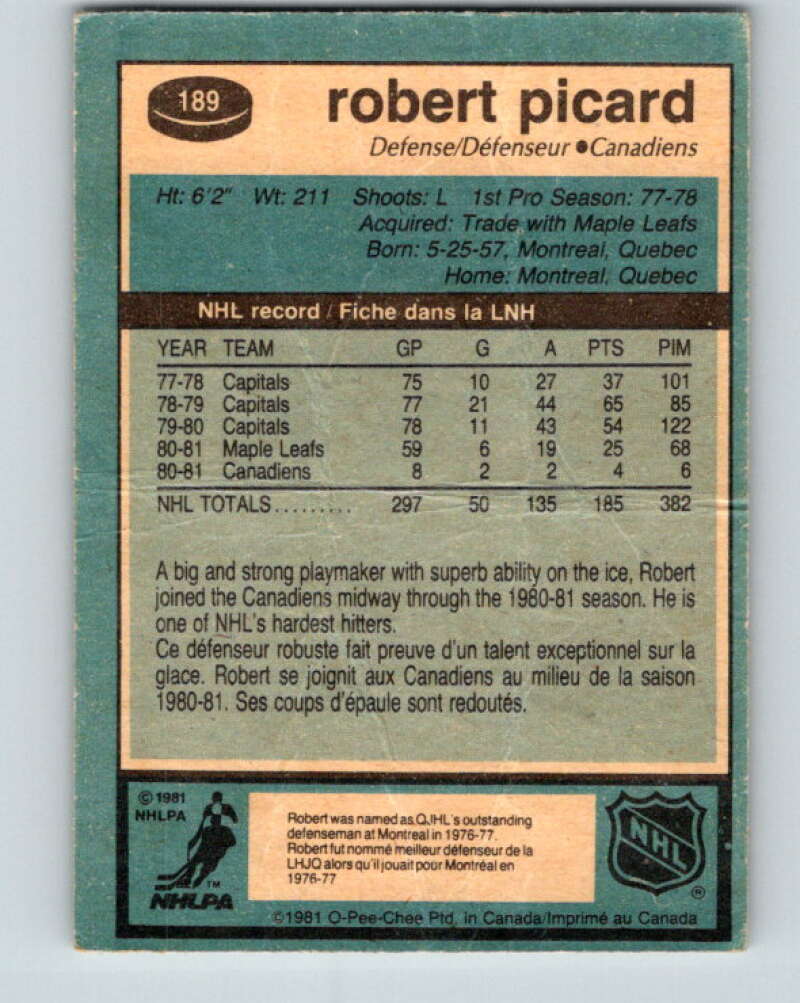 189
robert picard
Defense/Défenseur ●Canadiens
Ht: 6'2" Wt: 211 Shoots: L 1st Pro Season: 77-78
Acquired: Trade with Maple Leafs
Born: 5-25-57, Montreal, Quebec
Home: Montreal, Quebec
NHL record / Fiche dans la LNH
YEAR TEAM GP G A PTS PIM
77-78 Capitals 75 10 27 37 101
78-79 Capitals 77 21 44 65 85
79-80 Capitals 78 11 43 54 122
80-81 Maple Leafs 59 6 19 25 68
80-81 Canadiens 8 2 2 4 6
NHL TOTALS......... 297 50 135 185 382
A big and strong playmaker with superb ability on the ice, Robert
joined the Canadiens midway through the 1980-81 season. He is
one of NHL's hardest hitters.
Ce défenseur robuste fait preuve d'un talent exceptionnel sur la
glace. Robert se joignit aux Canadiens au milieu de la saison
1980-81. Ses coups d'épaule sont redoutés.
©1981
NHLPA
TM
NHLPA
Robert was named as QJHL's outstanding
defenseman at Montreal in 1976-77.
Robert fut nommé meilleur défenseur de la
LHJQ alors qu'il jouait pour Montréal en
1976-77
NHL
®
©1981 O-Pee-Chee Ptd. in Canada/Imprimé au Canada